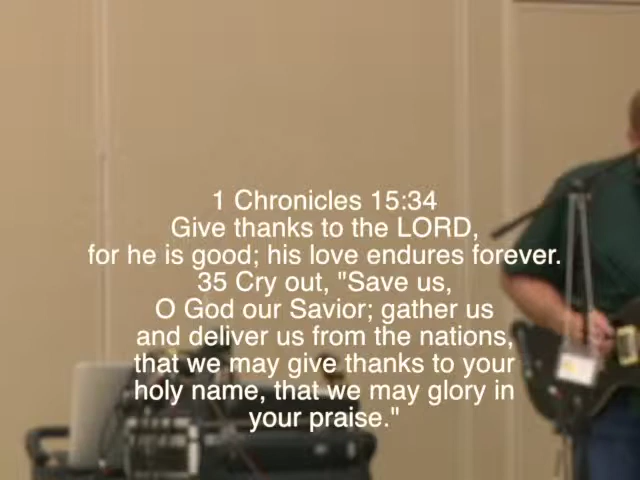 1 Chronicles 15:34
Give thanks to the LORD,
for he is good; his love endures forever.
35 Cry out, "Save us,
O God our Savior; gather us
and deliver us from the nations,
that we may give thanks to your
holy name, that we may glory in
your praise."